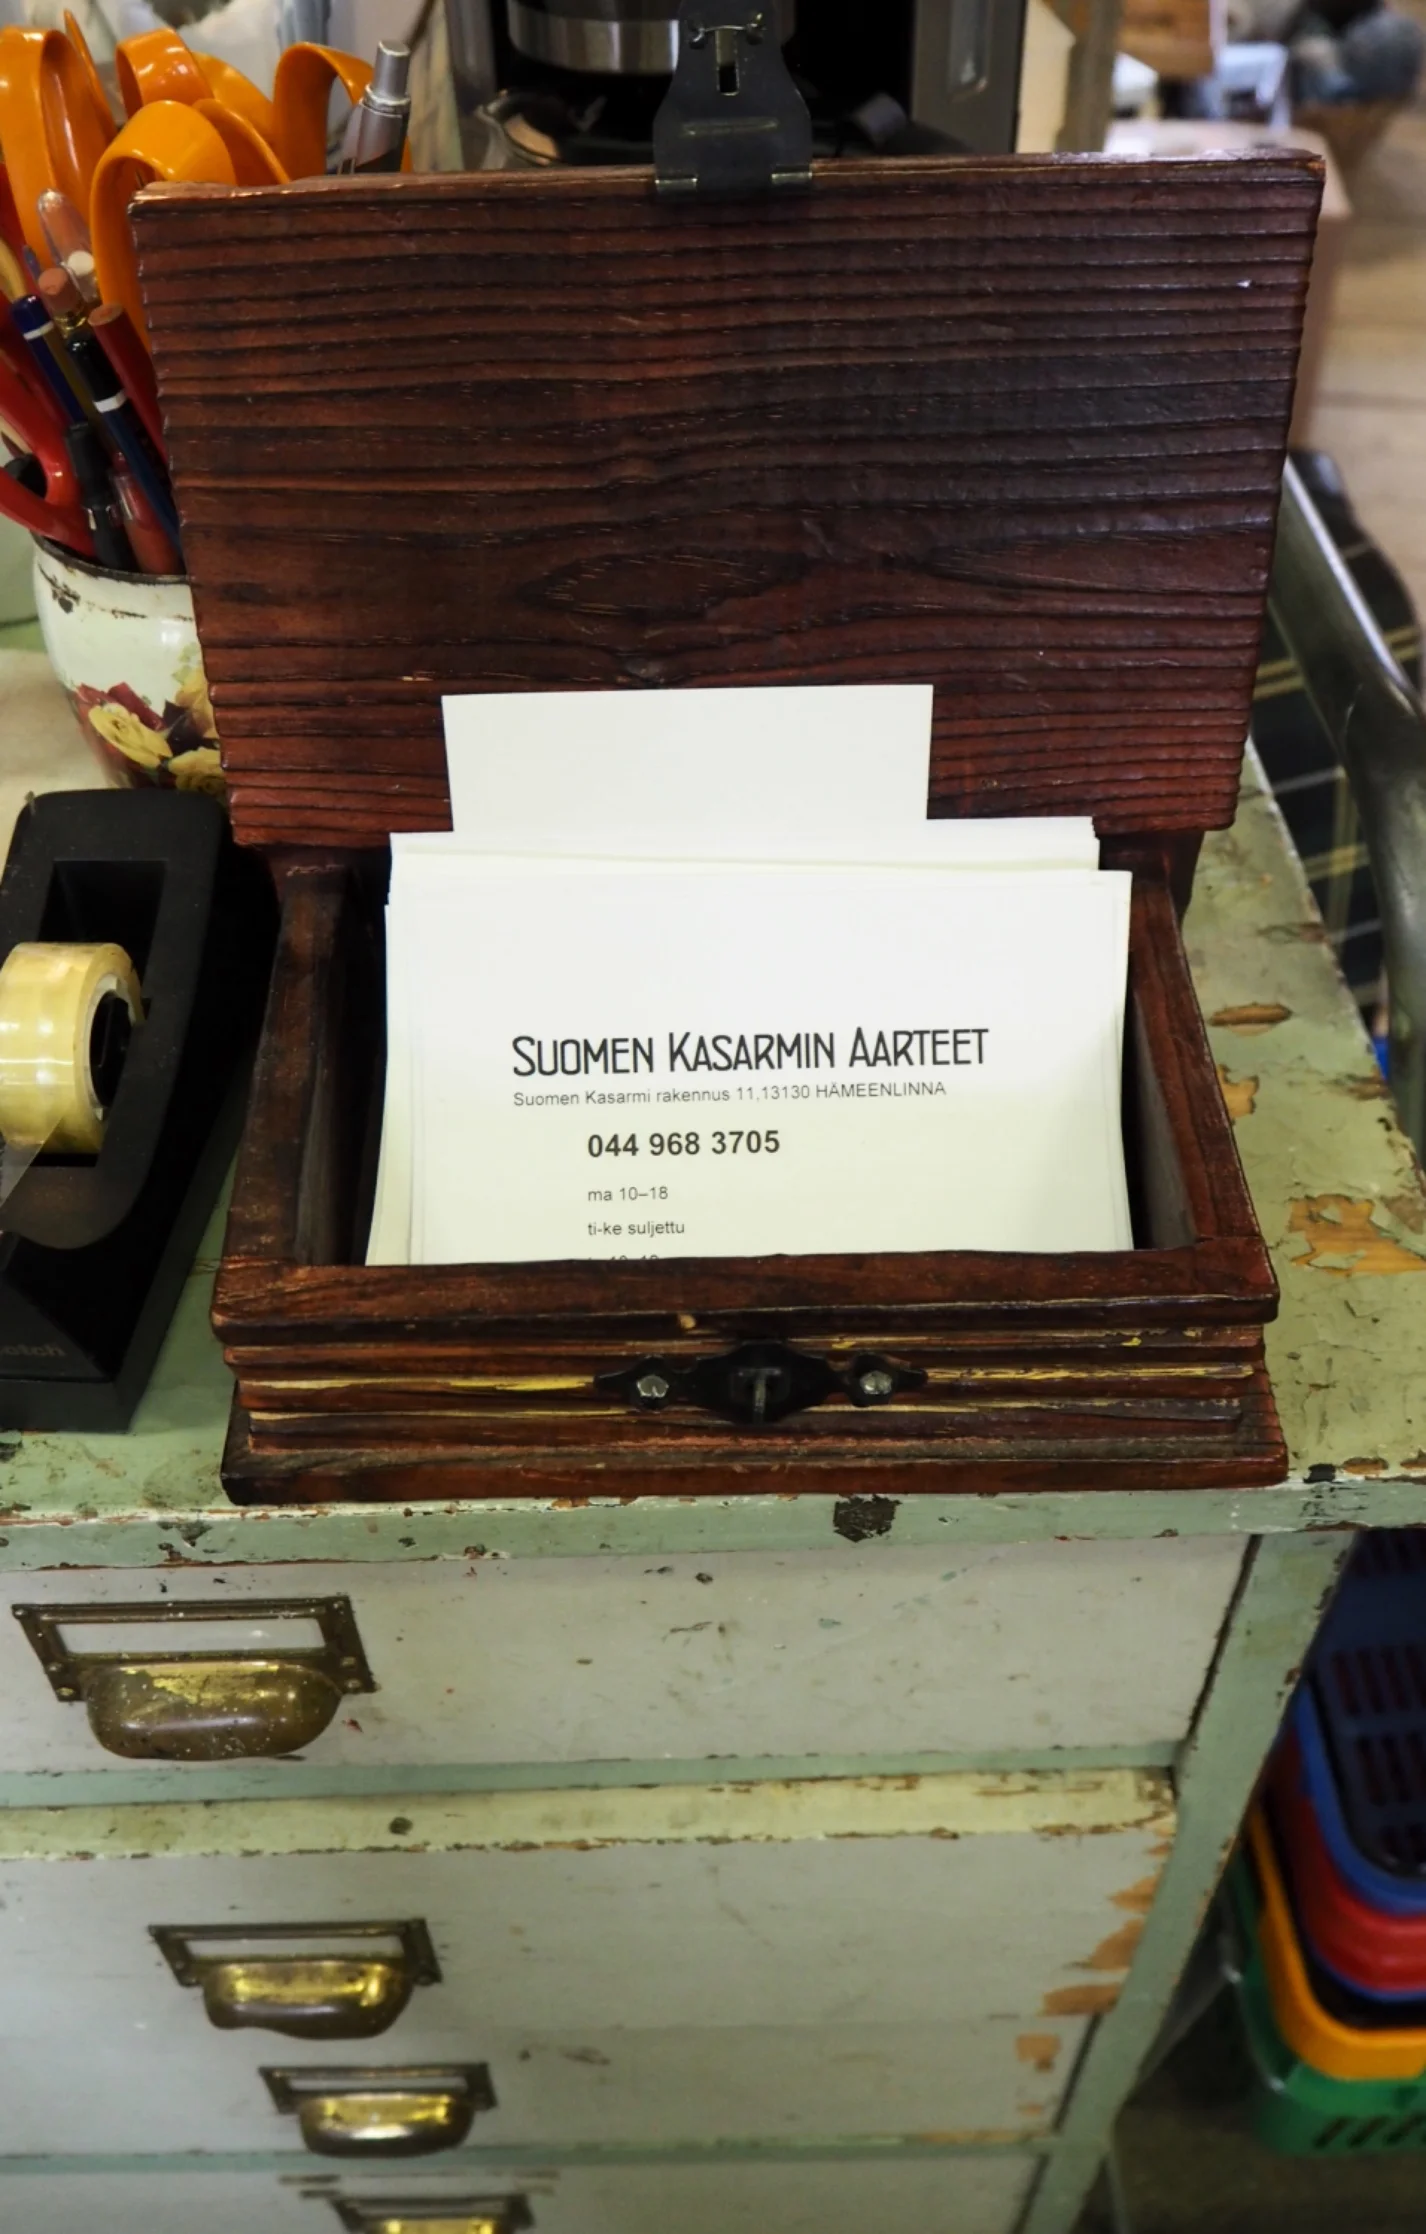 SUOMEN KASARMIN AARTEET
Suomen Kasarmi rakennus 11,13130 HÄMEENLINNA
044 968 3705
ma 10–18
ti-ke suljettu